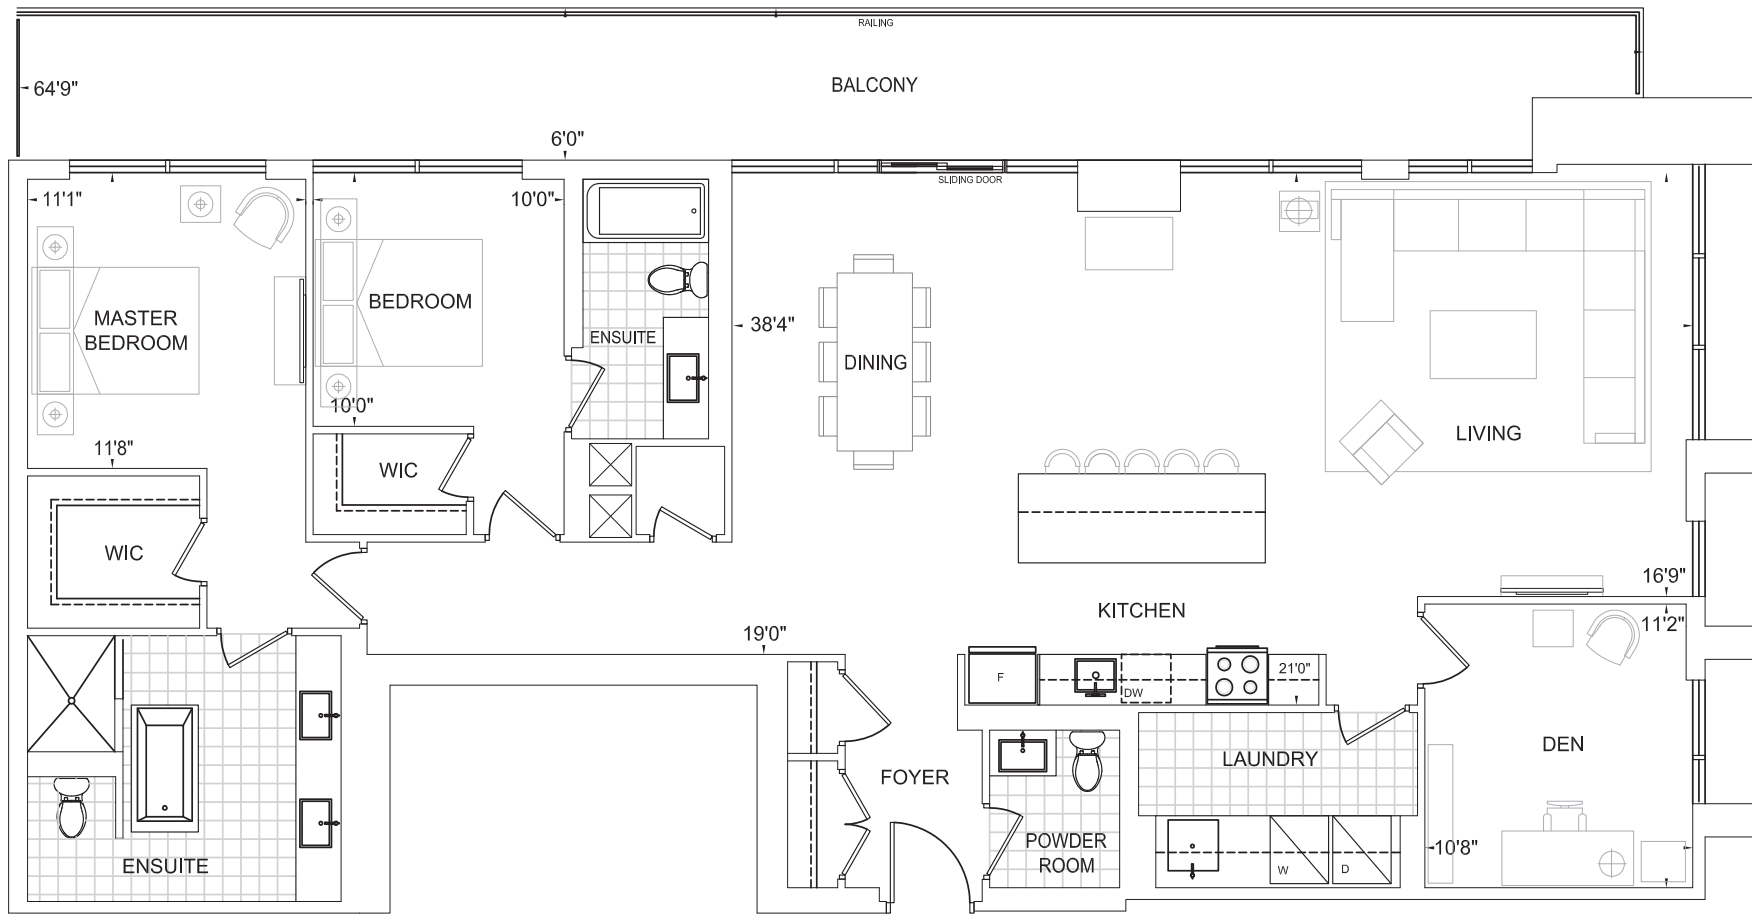 RAILING
BALCONY
64'9"
6'0"
SLIDING DOOR
11'1"
10'0"
MASTER
BEDROOM
BEDROOM
ENSUITE
38'4"
DINING
10'0"
LIVING
11'8"
WIC
WIC
16'9"
KITCHEN
11'2"
19'0"
F
DW
21'0"
DEN
LAUNDRY
FOYER
POWDER
ROOM
10'8"
ENSUITE
W
D